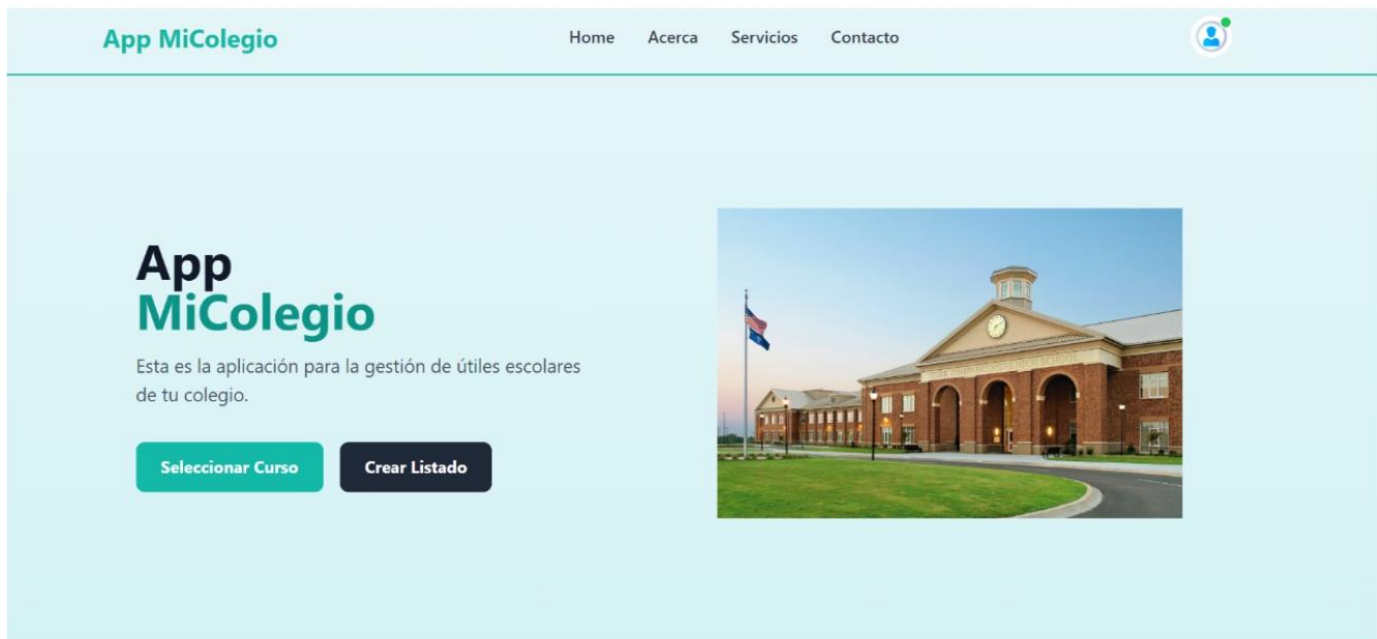 App MiColegio
Home Acerca Servicios Contacto
App
MiColegio
Esta es la aplicación para la gestión de útiles escolares
de tu colegio.
Seleccionar Curso Crear Listado